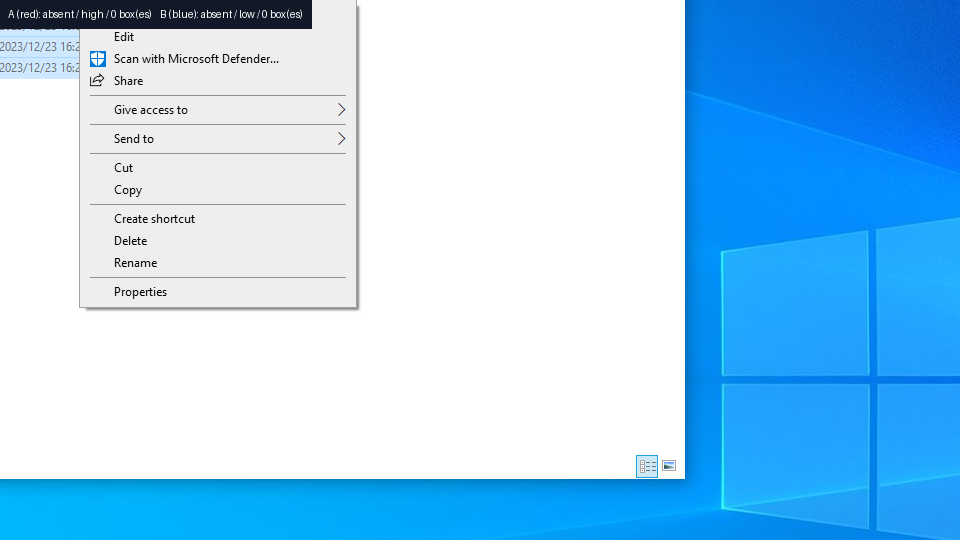 A (red): absent / high / 0 box(es) B (blue): absent / low / 0 box(es)
Edit
2023/12/23 16:2
Scan with Microsoft Defender...
2023/12/23 16:2
Share
Give access to
Send to
Cut
Copy
Create shortcut
Delete
Rename
Properties